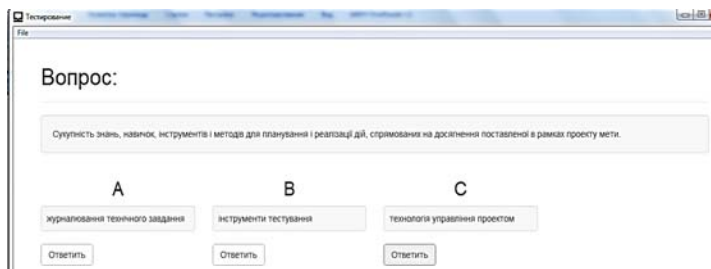 Тестирование
File
Вопрос:
Сукупність знань, навичок, інструментів і методів для планування і реалізації дій, спрямованих на досягнення поставленої в рамках проекту мети.
A B C
журналювання технічного завдання інструменти тестування технологія управління проектом
Ответить Ответить Ответить